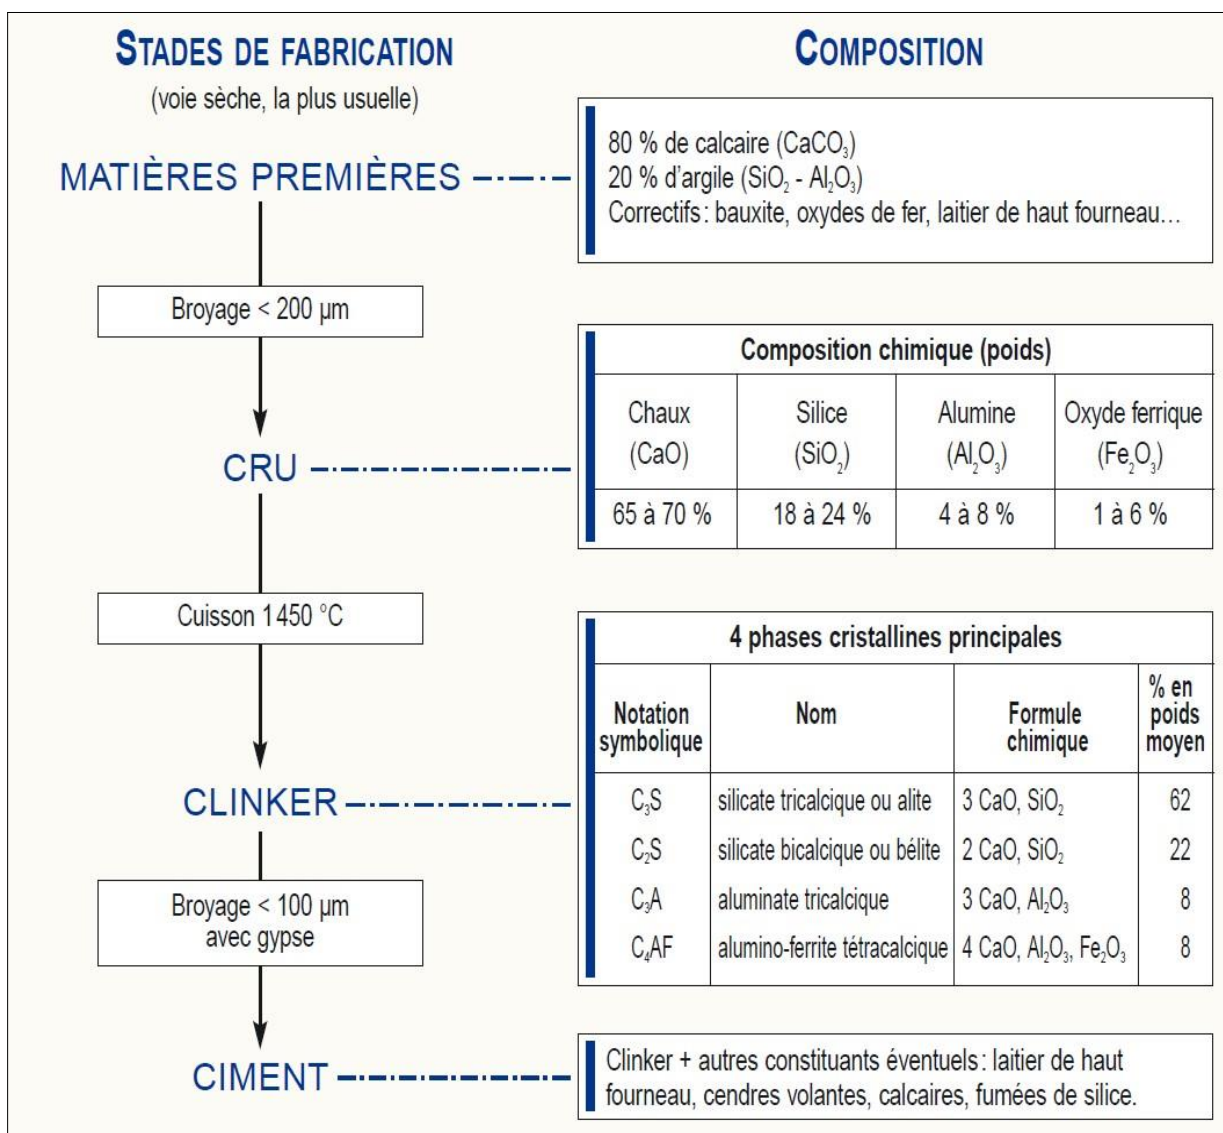 STADES DE FABRICATION
(voie sèche, la plus usuelle)
COMPOSITION
MATIÈRES PREMIÈRES
80 % de calcaire (CaCO₃)
20 % d'argile (SiO₂ - Al₂O₃)
Correctifs : bauxite, oxydes de fer, laitier de haut fourneau…
Broyage < 200 µm
CRU
Composition chimique (poids)
Chaux Silice Alumine Oxyde ferrique
(CaO) (SiO₂) (Al₂O₃) (Fe₂O₃)
65 à 70 % 18 à 24 % 4 à 8 % 1 à 6 %
Cuisson 1 450 °C
CLINKER
4 phases cristallines principales
Notation symbolique Nom Formule chimique % en poids moyen
C₃S silicate tricalcique ou alite 3 CaO, SiO₂ 62
C₂S silicate bicalcique ou bélite 2 CaO, SiO₂ 22
C₃A aluminate tricalcique 3 CaO, Al₂O₃ 8
C₄AF alumino-ferrite tétracalcique 4 CaO, Al₂O₃, Fe₂O₃ 8
Broyage < 100 µm
avec gypse
CIMENT
Clinker + autres constituants éventuels : laitier de haut
fourneau, cendres volantes, calcaires, fumées de silice.